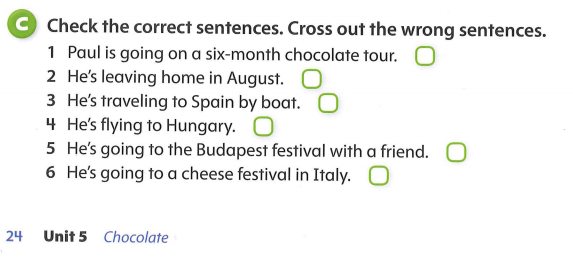 C Check the correct sentences. Cross out the wrong sentences.
1 Paul is going on a six-month chocolate tour.
2 He's leaving home in August.
3 He's traveling to Spain by boat.
4 He's flying to Hungary.
5 He's going to the Budapest festival with a friend.
6 He's going to a cheese festival in Italy.
24 Unit 5 Chocolate